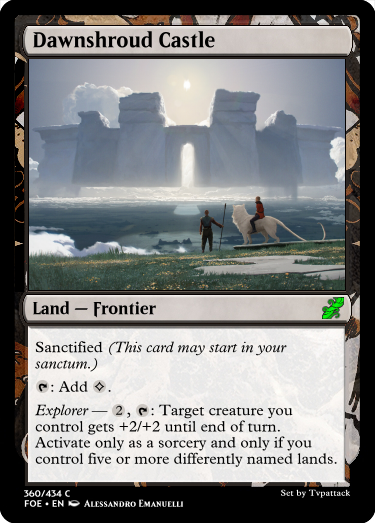 Dawnshroud Castle
Land — Frontier
Sanctified (This card may start in your
sanctum.)
: Add .
Explorer — 2, : Target creature you
control gets +2/+2 until end of turn.
Activate only as a sorcery and only if you
control five or more differently named lands.
360/434 C
Set by Tvpattack
FOE • EN Alessandro Emanuelli